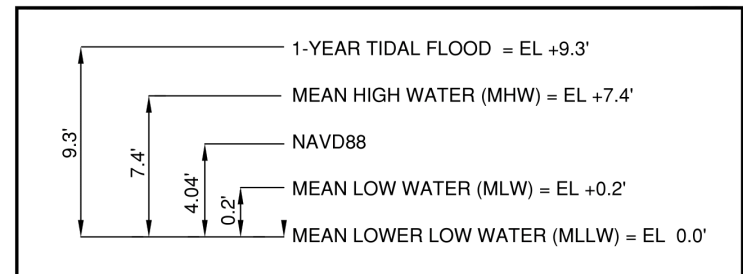 1-YEAR TIDAL FLOOD = EL +9.3'
MEAN HIGH WATER (MHW) = EL +7.4'
NAVD88
MEAN LOW WATER (MLW) = EL +0.2'
MEAN LOWER LOW WATER (MLLW) = EL 0.0'
9.3'
7.4'
4.04'
0.2'